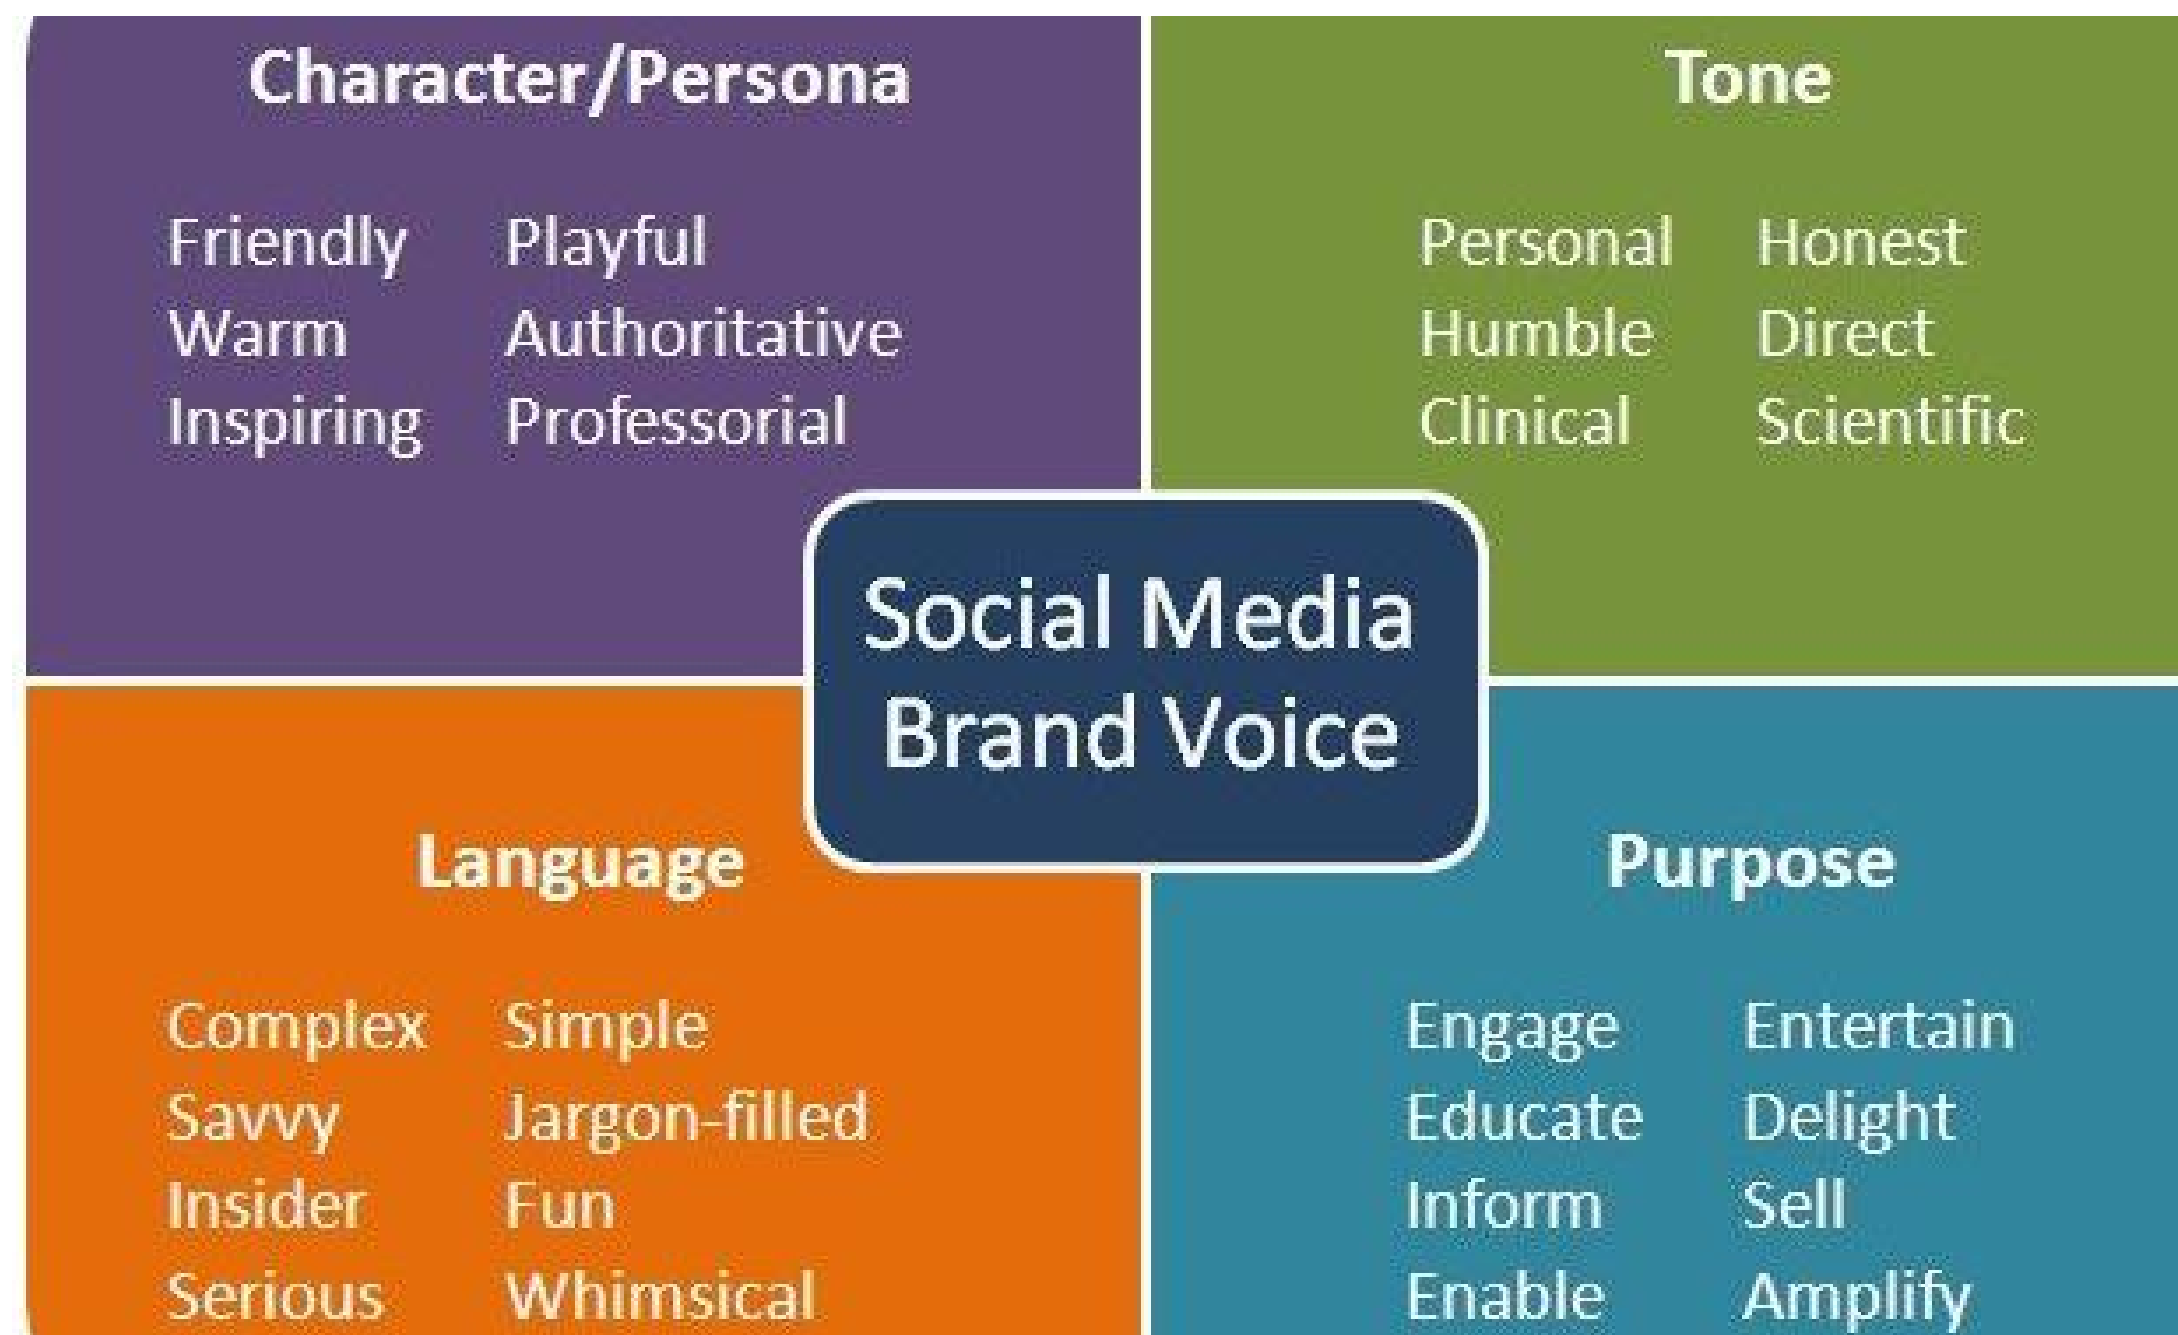 Character/Persona
Friendly Playful
Warm Authoritative
Inspiring Professorial
Tone
Personal Honest
Humble Direct
Clinical Scientific
Social Media
Brand Voice
Language
Complex Simple
Savvy Jargon-filled
Insider Fun
Serious Whimsical
Purpose
Engage Entertain
Educate Delight
Inform Sell
Enable Amplify